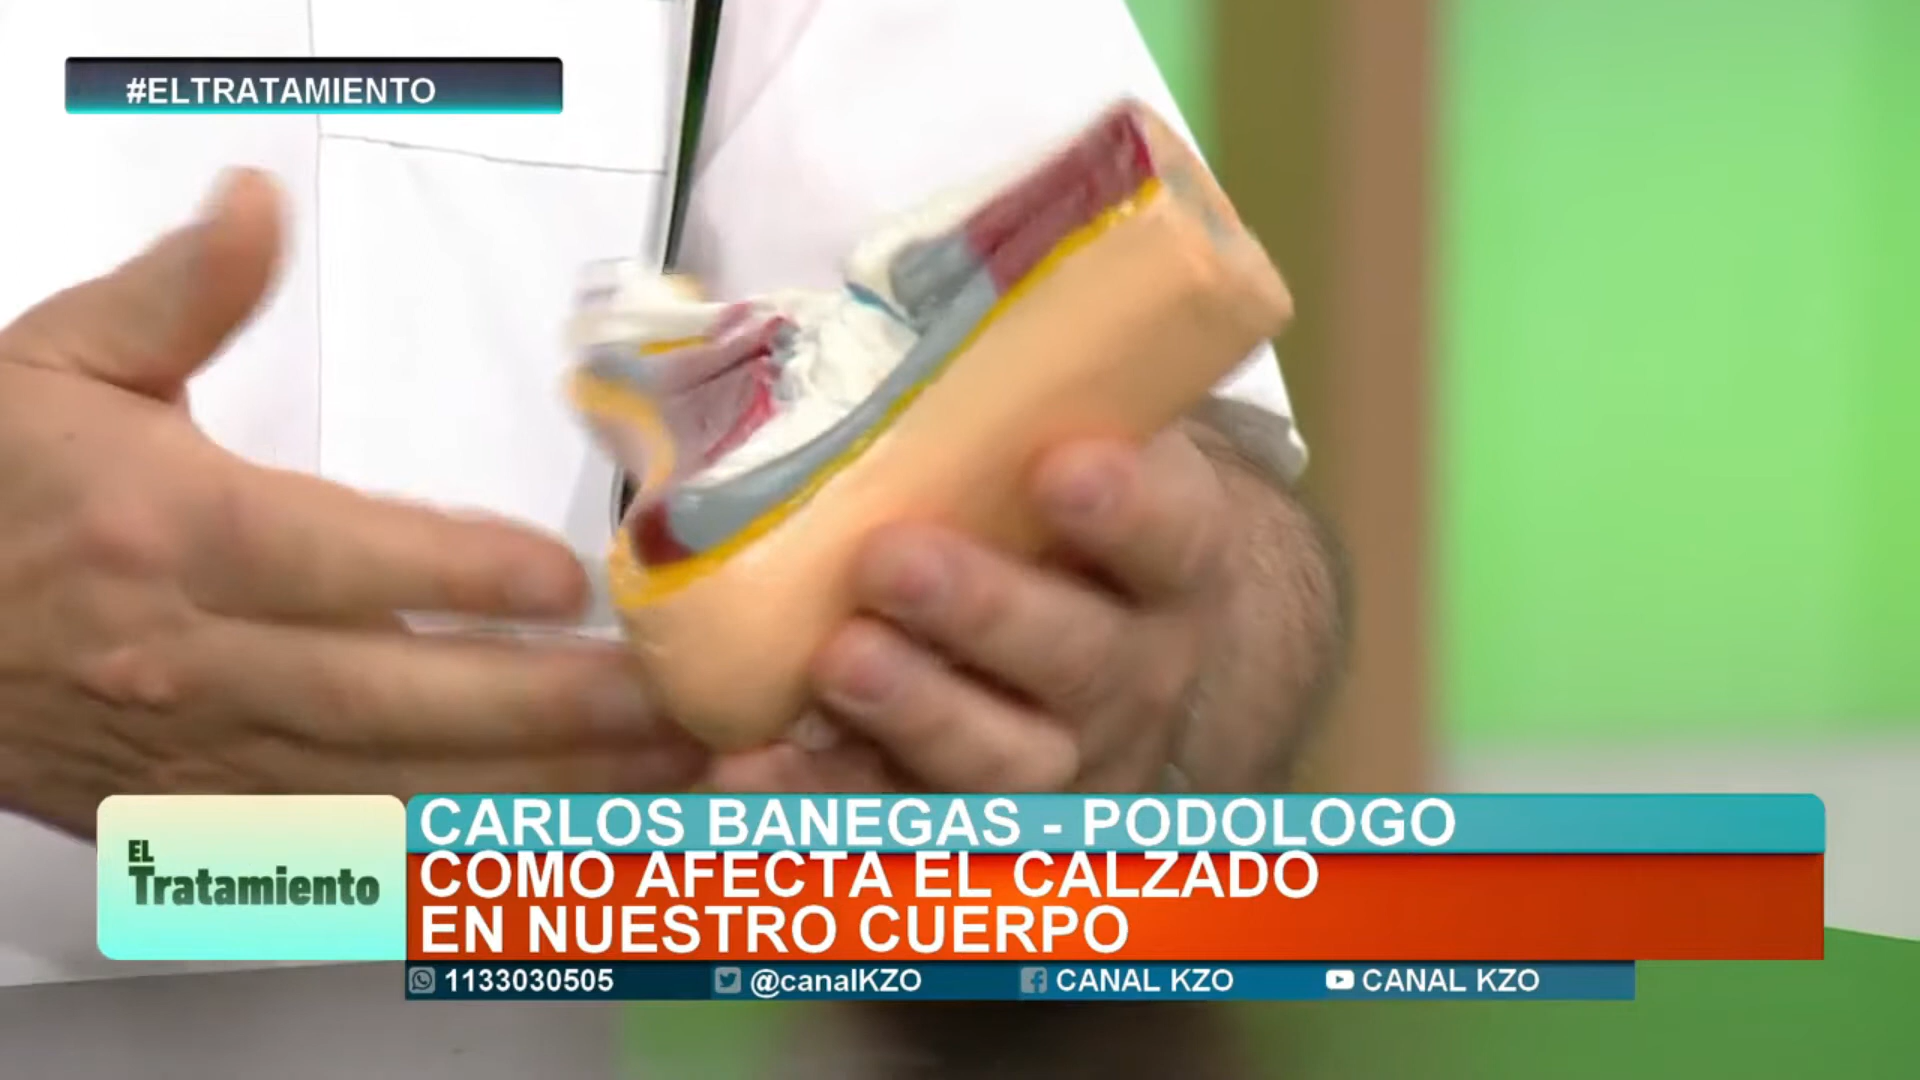 #ELTRATAMIENTO
CARLOS BANEGAS - PODOLOGO
EL
Tratamiento
COMO AFECTA EL CALZADO
EN NUESTRO CUERPO
1133030505 @canalKZO CANAL KZO CANAL KZO